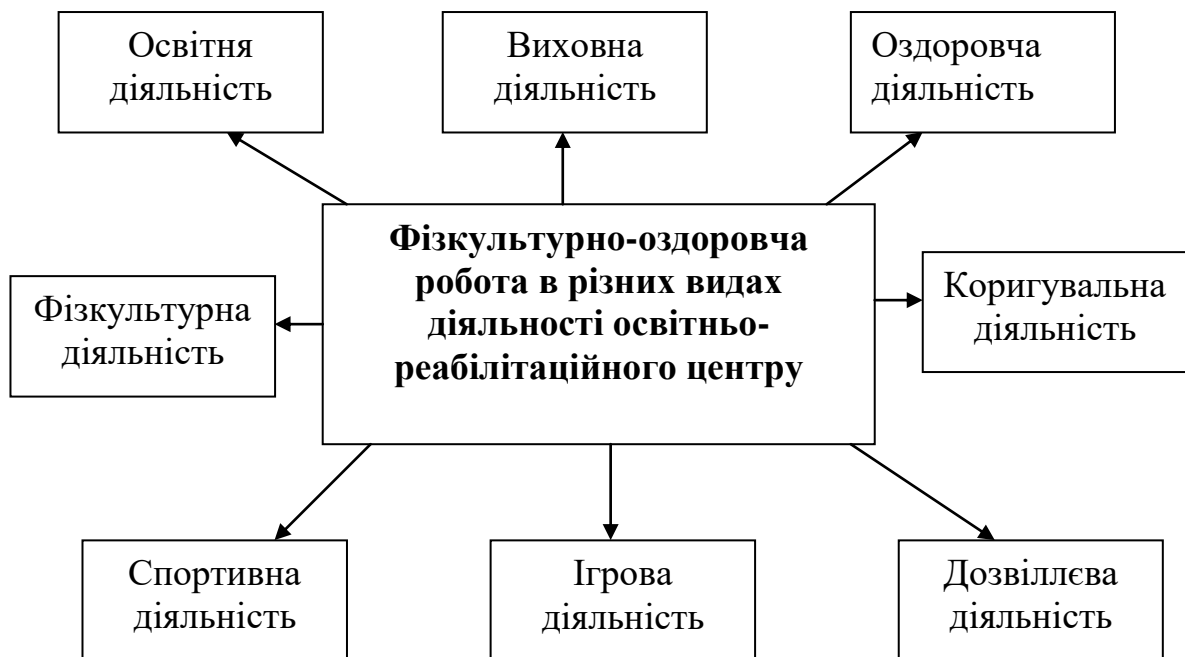 Освітня
діяльність
Виховна
діяльність
Оздоровча
діяльність
Фізкультурно-оздоровча
робота в різних видах
діяльності освітньо-
реабілітаційного центру
Фізкультурна
діяльність
Коригувальна
діяльність
Спортивна
діяльність
Ігрова
діяльність
Дозвіллєва
діяльність